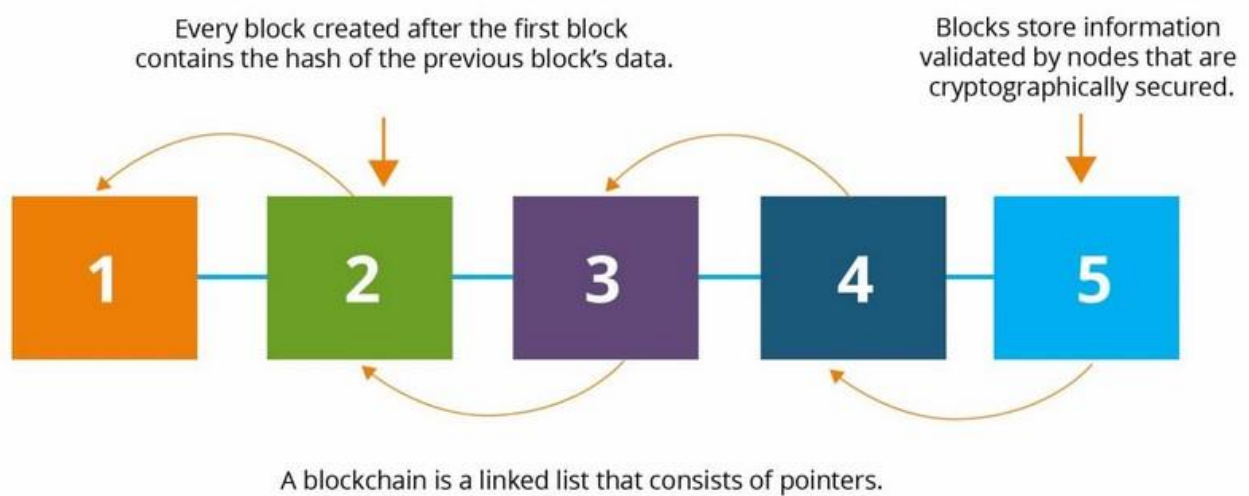 Every block created after the first block
contains the hash of the previous block's data.
Blocks store information
validated by nodes that are
cryptographically secured.
1
2
3
4
5
A blockchain is a linked list that consists of pointers.